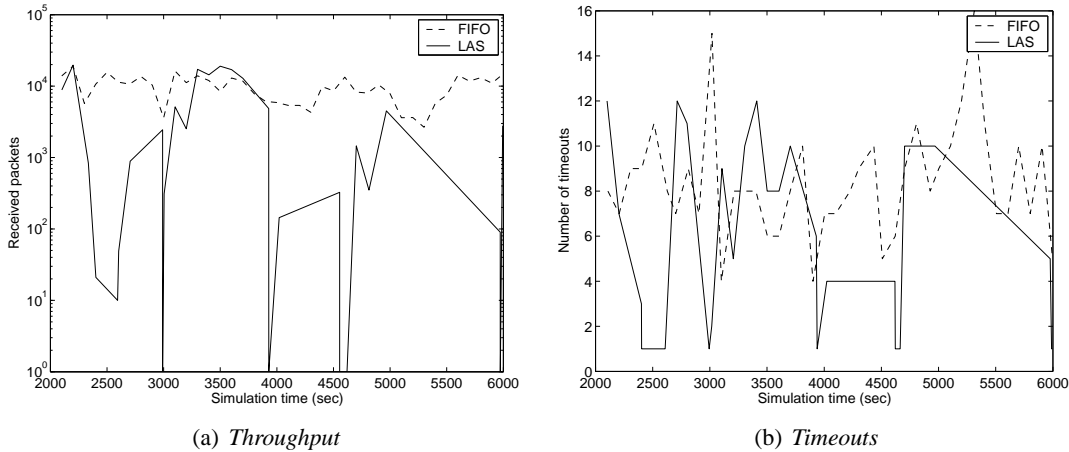 10^5
10^4
10^3
10^2
10^1
10^0
Received packets
FIFO
LAS
2000 2500 3000 3500 4000 4500 5000 5500 6000
Simulation time (sec)
(a) Throughput
16
14
12
10
8
6
4
2
0
Number of timeouts
FIFO
LAS
2000 2500 3000 3500 4000 4500 5000 5500 6000
Simulation time (sec)
(b) Timeouts